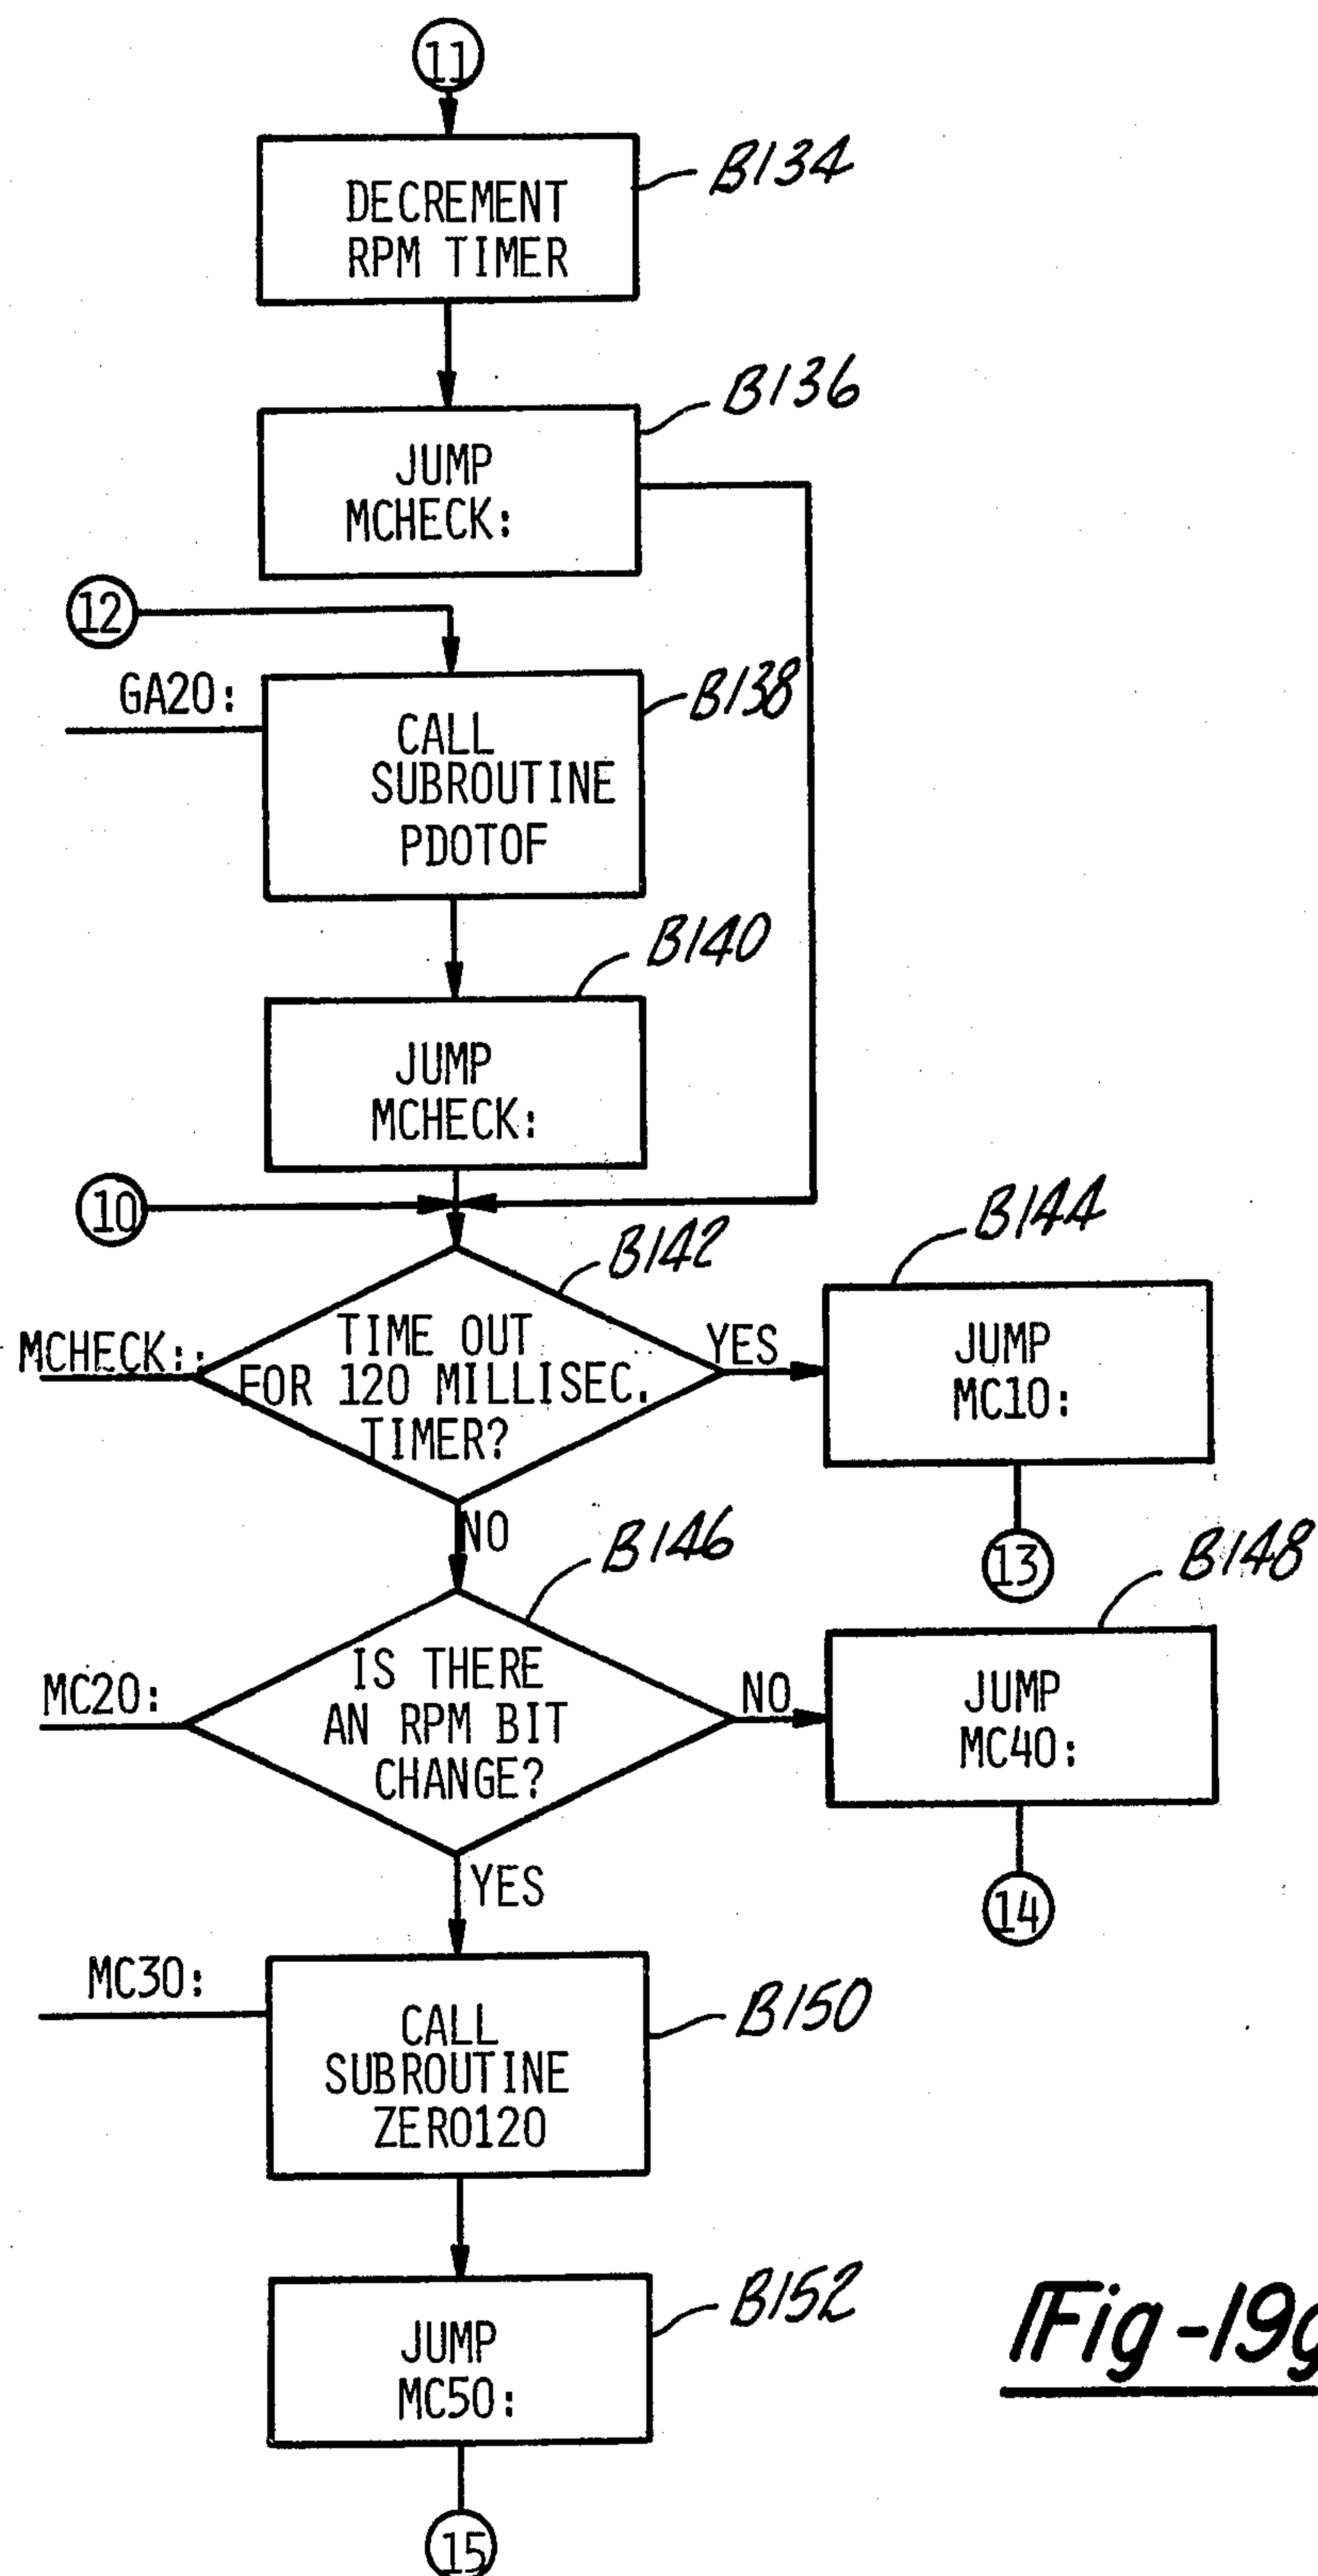 11
DECREMENT
RPM TIMER
B134
JUMP
MCHECK:
B136
12
GA20:
CALL
SUBROUTINE
PDOTOF
B138
JUMP
MCHECK:
B140
10
MCHECK:
TIME OUT
FOR 120 MILLISEC.
TIMER?
B142
YES
JUMP
MC10:
B144
13
NO
MC20:
IS THERE
AN RPM BIT
CHANGE?
B146
NO
JUMP
MC40:
B148
14
YES
MC30:
CALL
SUBROUTINE
ZERO120
B150
JUMP
MC50:
B152
15
Fig-19g